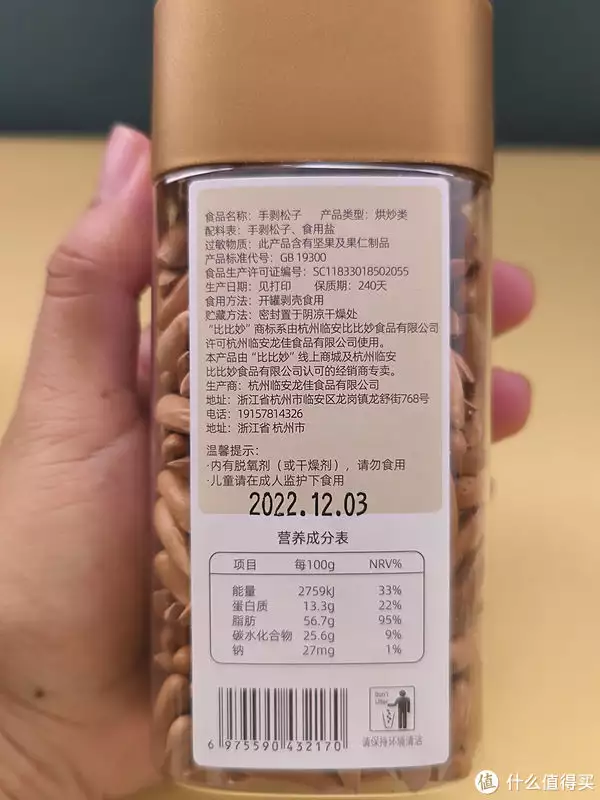 食品名称：手剥松子 产品类型：烘炒类
配料表：手剥松子、食用盐
过敏物质：此产品含有坚果及果仁制品
产品标准代号：GB 19300
食品生产许可证编号：SC11833018502055
生产日期：见打印 保质期：240天
食用方法：开罐剥壳食用
贮藏方法：密封置于阴凉干燥处
“比比妙”商标系由杭州临安比比妙食品有限公司
许可杭州临安龙佳食品有限公司使用。
本产品由“比比妙”线上商城及杭州临安
比比妙食品有限公司认可的经销商专卖。
生产商：杭州临安龙佳食品有限公司
地址：浙江省杭州市临安区龙岗镇龙舒街768号
电话：19157814326
地址：浙江省 杭州市
温馨提示：
·内有脱氧剂（或干燥剂），请勿食用
·儿童请在成人监护下食用
2022.12.03
营养成分表
项目 每100g NRV%
能量 2759kJ 33%
蛋白质 13.3g 22%
脂肪 56.7g 95%
碳水化合物 25.6g 9%
钠 27mg 1%
6 975590 432170
Don't Litter
请保持环境清洁
值 什么值得买